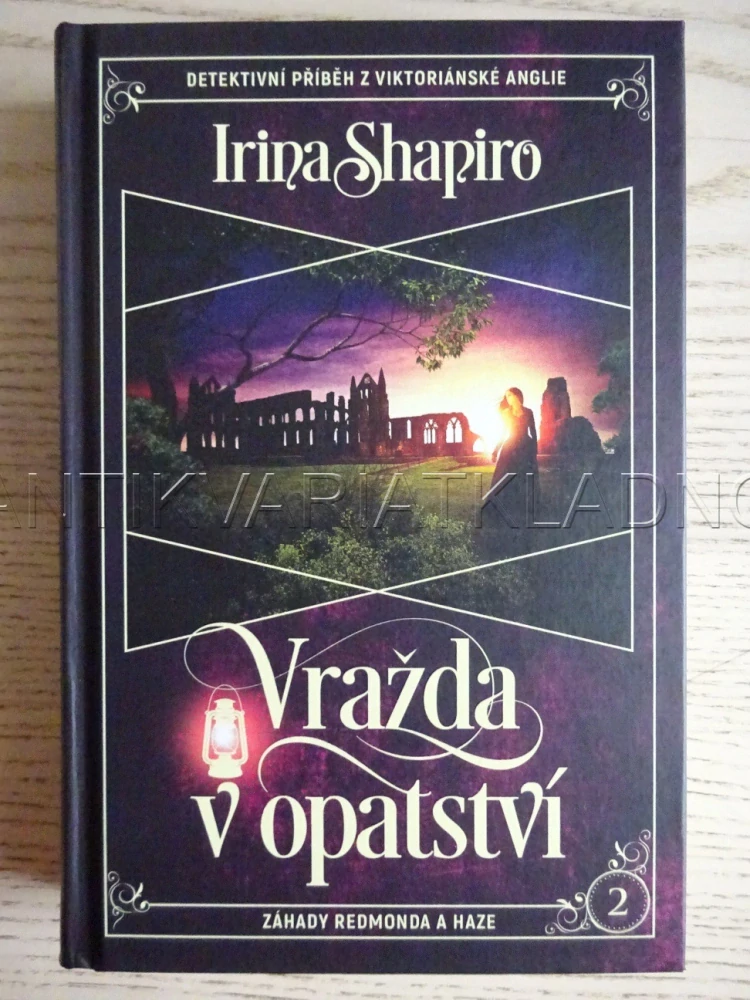 DETEKTIVNÍ PŘÍBĚH Z VIKTORIÁNSKÉ ANGLIE
Irina Shapiro
ANTIKVARIATKLADNO
Vražda
v opatství
ZÁHADY REDMONDA A HAZE
2